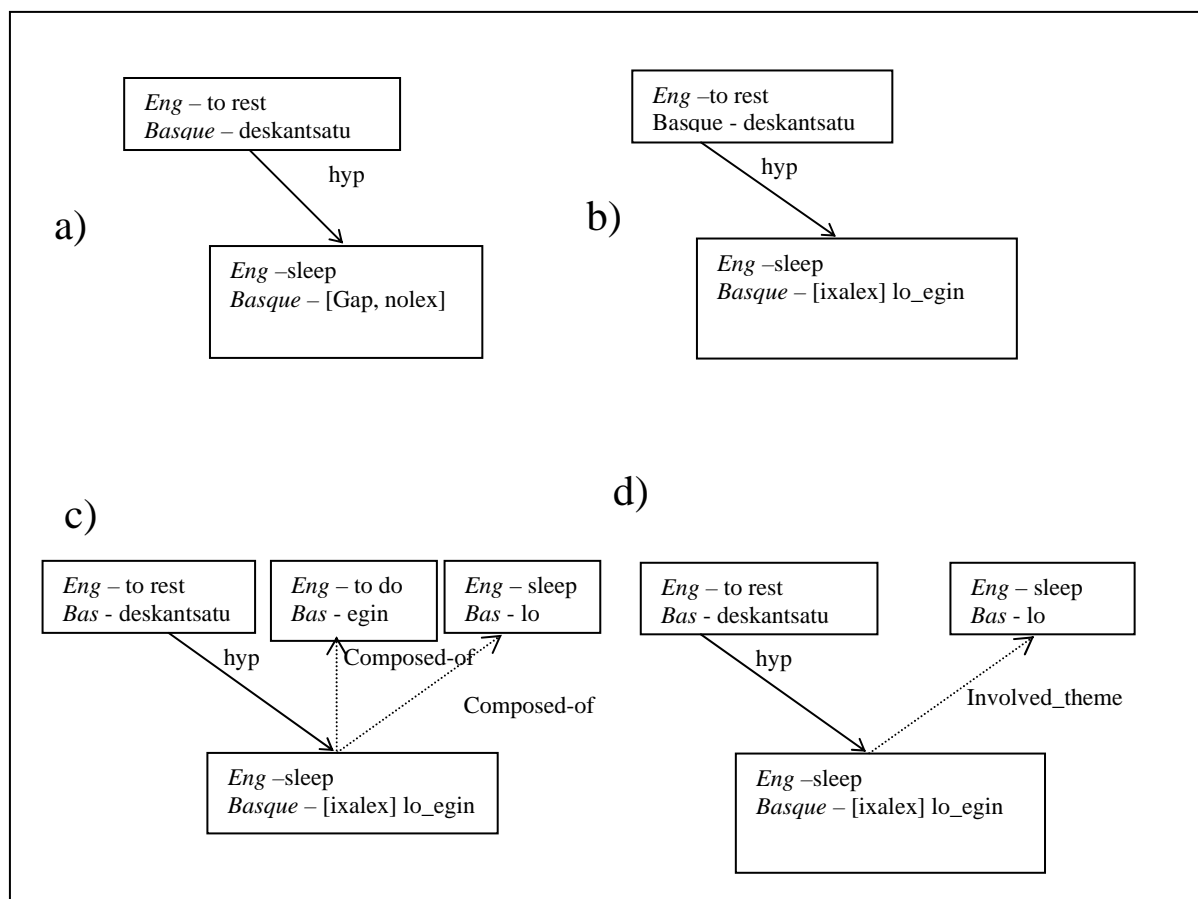 a)
Eng – to rest
Basque – deskantsatu
hyp
Eng –sleep
Basque – [Gap, nolex]
b)
Eng –to rest
Basque - deskantsatu
hyp
Eng –sleep
Basque – [ixalex] lo_egin
c)
Eng – to rest
Bas - deskantsatu
Eng – to do
Bas - egin
Eng – sleep
Bas - lo
hyp
Composed-of
Composed-of
Eng –sleep
Basque – [ixalex] lo_egin
d)
Eng – to rest
Bas - deskantsatu
Eng – sleep
Bas - lo
hyp
Involved_theme
Eng –sleep
Basque – [ixalex] lo_egin